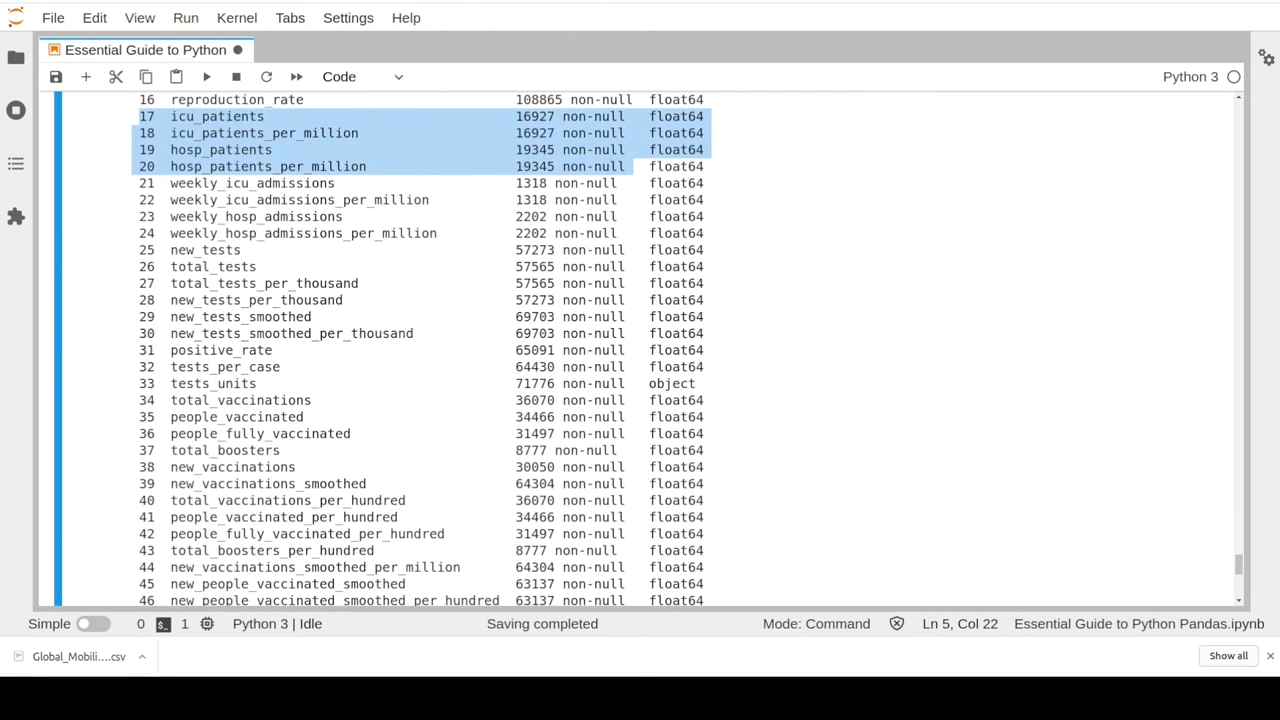 File Edit View Run Kernel Tabs Settings Help
Essential Guide to Python
Code Python 3
16 reproduction_rate 108865 non-null float64
17 icu_patients 16927 non-null float64
18 icu_patients_per_million 16927 non-null float64
19 hosp_patients 19345 non-null float64
20 hosp_patients_per_million 19345 non-null float64
21 weekly_icu_admissions 1318 non-null float64
22 weekly_icu_admissions_per_million 1318 non-null float64
23 weekly_hosp_admissions 2202 non-null float64
24 weekly_hosp_admissions_per_million 2202 non-null float64
25 new_tests 57273 non-null float64
26 total_tests 57565 non-null float64
27 total_tests_per_thousand 57565 non-null float64
28 new_tests_per_thousand 57273 non-null float64
29 new_tests_smoothed 69703 non-null float64
30 new_tests_smoothed_per_thousand 69703 non-null float64
31 positive_rate 65091 non-null float64
32 tests_per_case 64430 non-null float64
33 tests_units 71776 non-null object
34 total_vaccinations 36070 non-null float64
35 people_vaccinated 34466 non-null float64
36 people_fully_vaccinated 31497 non-null float64
37 total_boosters 8777 non-null float64
38 new_vaccinations 30050 non-null float64
39 new_vaccinations_smoothed 64304 non-null float64
40 total_vaccinations_per_hundred 36070 non-null float64
41 people_vaccinated_per_hundred 34466 non-null float64
42 people_fully_vaccinated_per_hundred 31497 non-null float64
43 total_boosters_per_hundred 8777 non-null float64
44 new_vaccinations_smoothed_per_million 64304 non-null float64
45 new_people_vaccinated_smoothed 63137 non-null float64
46 new_people_vaccinated_smoothed_per_hundred 63137 non-null float64
Simple 0 $_ 1 Python 3 | Idle Saving completed Mode: Command Ln 5, Col 22 Essential Guide to Python Pandas.ipynb
Global_Mobili....csv Show all